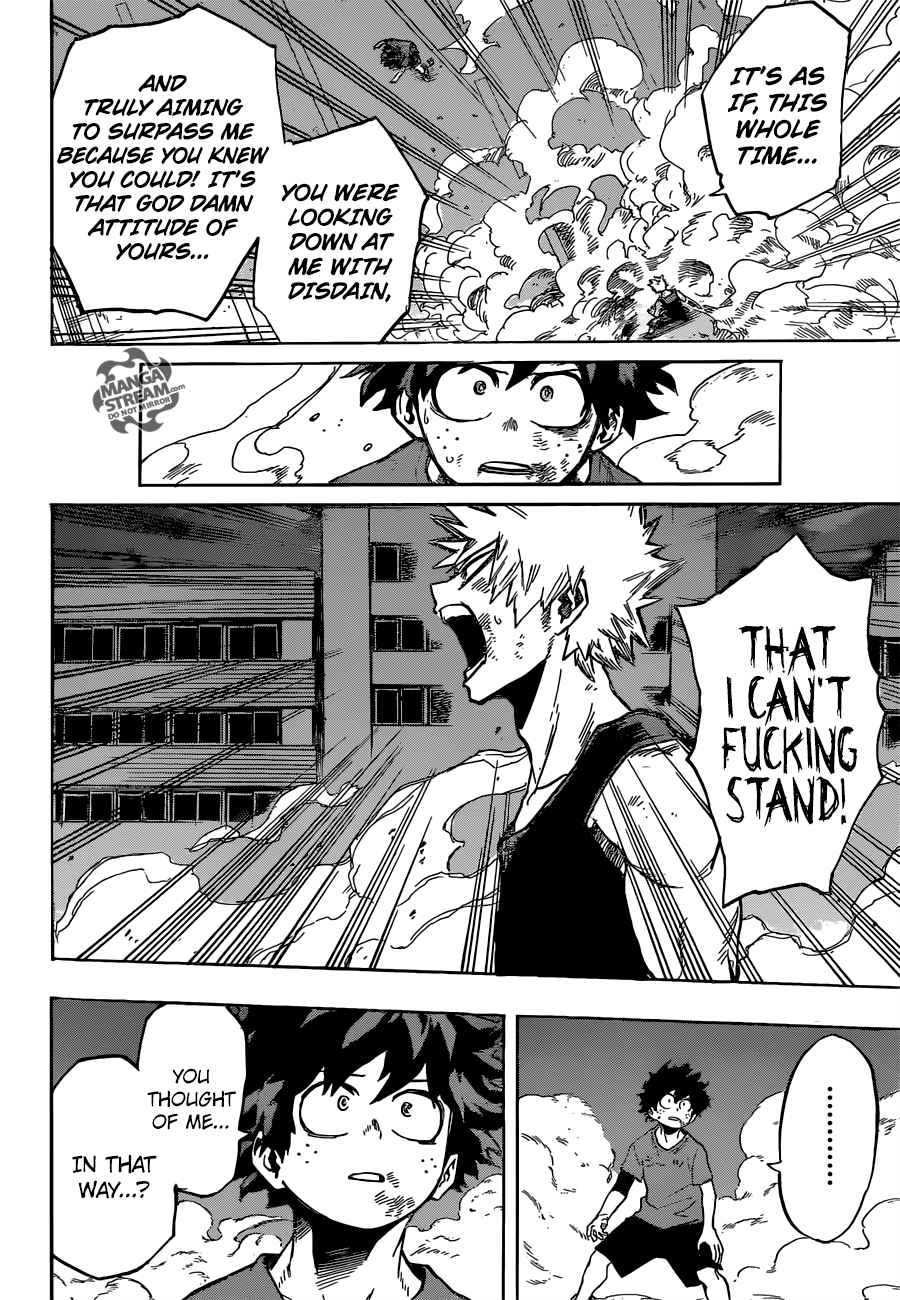 IT'S AS
IF, THIS
WHOLE
TIME...
YOU WERE
LOOKING
DOWN AT
ME WITH
DISDAIN,
AND
TRULY AIMING
TO SURPASS ME
BECAUSE YOU KNEW
YOU COULD! IT'S
THAT GOD DAMN
ATTITUDE OF
YOURS...
MANGA
STREAM.com
DO NOT MIRROR
THAT
I CAN'T
FUCKING
STAND!
.........
YOU
THOUGHT
OF ME...
IN THAT
WAY...?